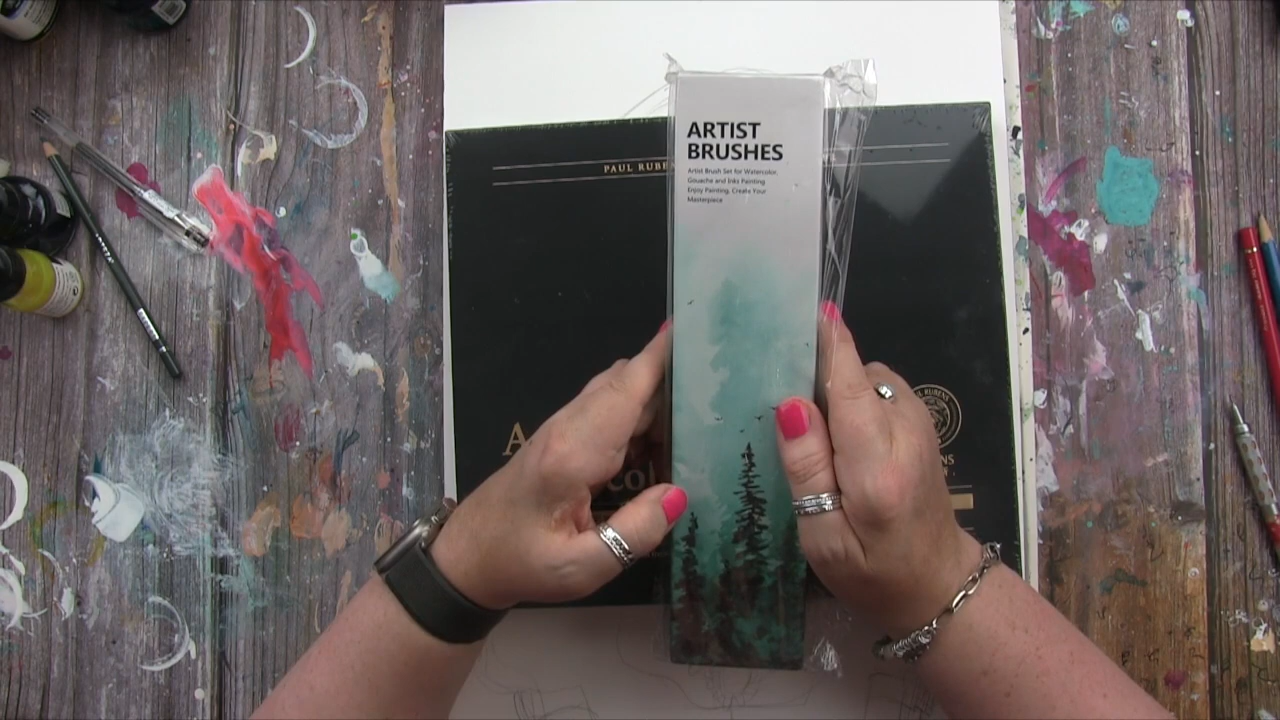 ARTIST
BRUSHES
Artist Brush Set for Watercolor,
Gouache and Inks Painting
Enjoy Painting, Create Your
Masterpiece
PAUL RUBENS